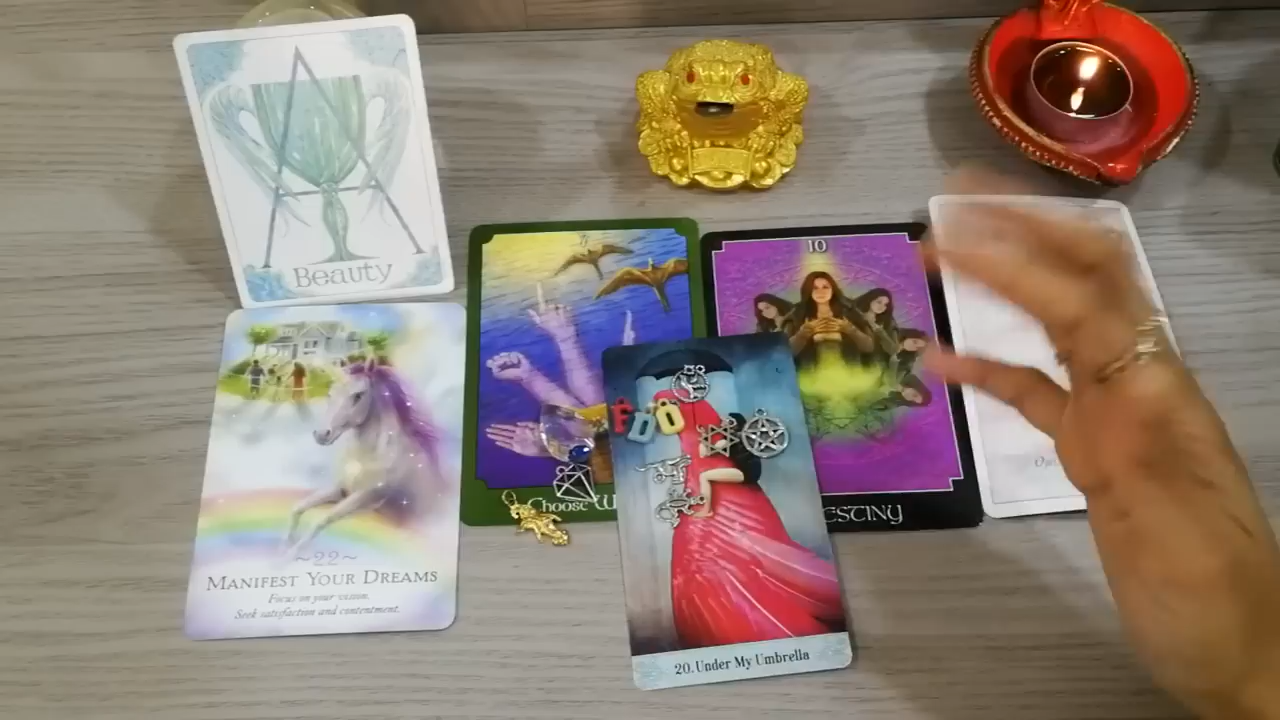 Beauty
~22~
MANIFEST YOUR DREAMS
Focus on your vision.
Seek satisfaction and contentment.
Choose W
10
ESTINY
FDO
20. Under My Umbrella